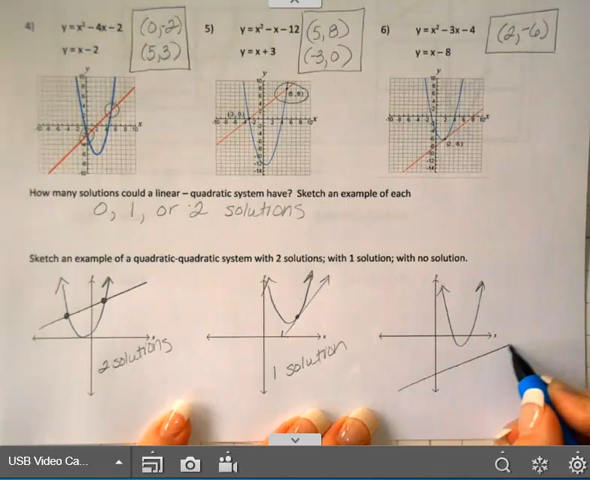 4) y = x² - 4x - 2 (0,-2) 5) y = x² - x - 12 (5, 8) 6) y = x² - 3x - 4 (2,-6)
y = x - 2 (5,3) y = x + 3 (-3,0) y = x - 8
How many solutions could a linear – quadratic system have? Sketch an example of each
0, 1, or 2 solutions
Sketch an example of a quadratic-quadratic system with 2 solutions; with 1 solution; with no solution.
2 solutions
1 solution
USB Video Ca...